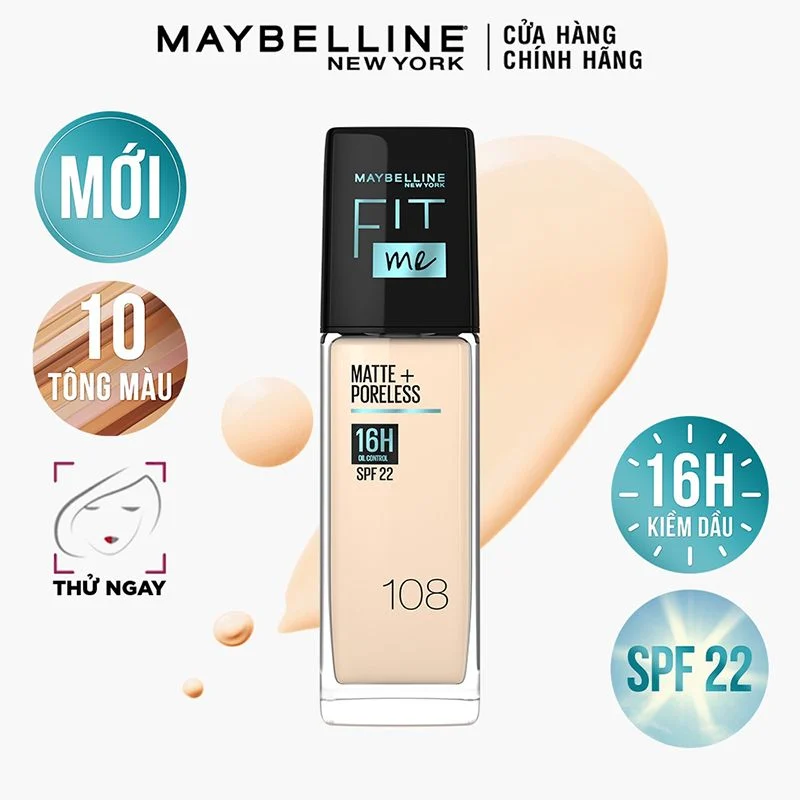 MAYBELLINE
NEW YORK
CỬA HÀNG
CHÍNH HÃNG
MỚI
10
TÔNG MÀU
THỬ NGAY
MAYBELLINE
NEW YORK
FIT
me
MATTE +
PORELESS
16H
OIL CONTROL
SPF 22
108
16H
KIỀM DẦU
SPF 22